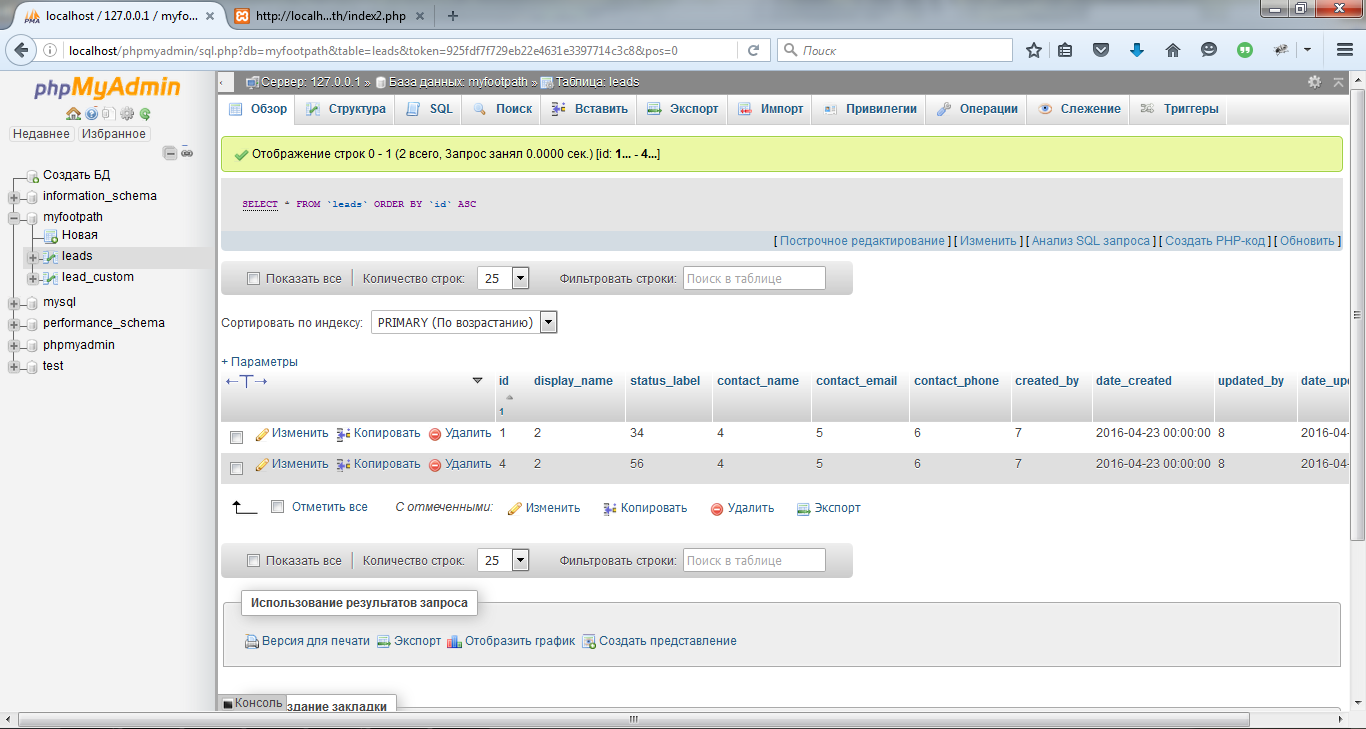 localhost / 127.0.0.1 / myfo...
http://localh...th/index2.php
localhost/phpmyadmin/sql.php?db=myfootpath&table=leads&token=925fdf7f729eb22e4631e3397714c3c8&pos=0
Поиск
phpMyAdmin
Недавнее Избранное
Создать БД
information_schema
myfootpath
Новая
leads
lead_custom
mysql
performance_schema
phpmyadmin
test
Сервер: 127.0.0.1 » База данных: myfootpath » Таблица: leads
Обзор Структура SQL Поиск Вставить Экспорт Импорт Привилегии Операции Слежение Триггеры
Отображение строк 0 - 1 (2 всего, Запрос занял 0.0000 сек.) [id: 1... - 4...]
SELECT * FROM `leads` ORDER BY `id` ASC
[ Построчное редактирование ] [ Изменить ] [ Анализ SQL запроса ] [ Создать PHP-код ] [ Обновить ]
Показать все Количество строк: 25 Фильтровать строки: Поиск в таблице
Сортировать по индексу: PRIMARY (По возрастанию)
+ Параметры
←T→ id 1 display_name status_label contact_name contact_email contact_phone created_by date_created updated_by date_upd
Изменить Копировать Удалить 1 2 34 4 5 6 7 2016-04-23 00:00:00 8 2016-04-
Изменить Копировать Удалить 4 2 56 4 5 6 7 2016-04-23 00:00:00 8 2016-04-
Отметить все С отмеченными: Изменить Копировать Удалить Экспорт
Показать все Количество строк: 25 Фильтровать строки: Поиск в таблице
Использование результатов запроса
Версия для печати Экспорт Отобразить график Создать представление
Консоль здание закладки